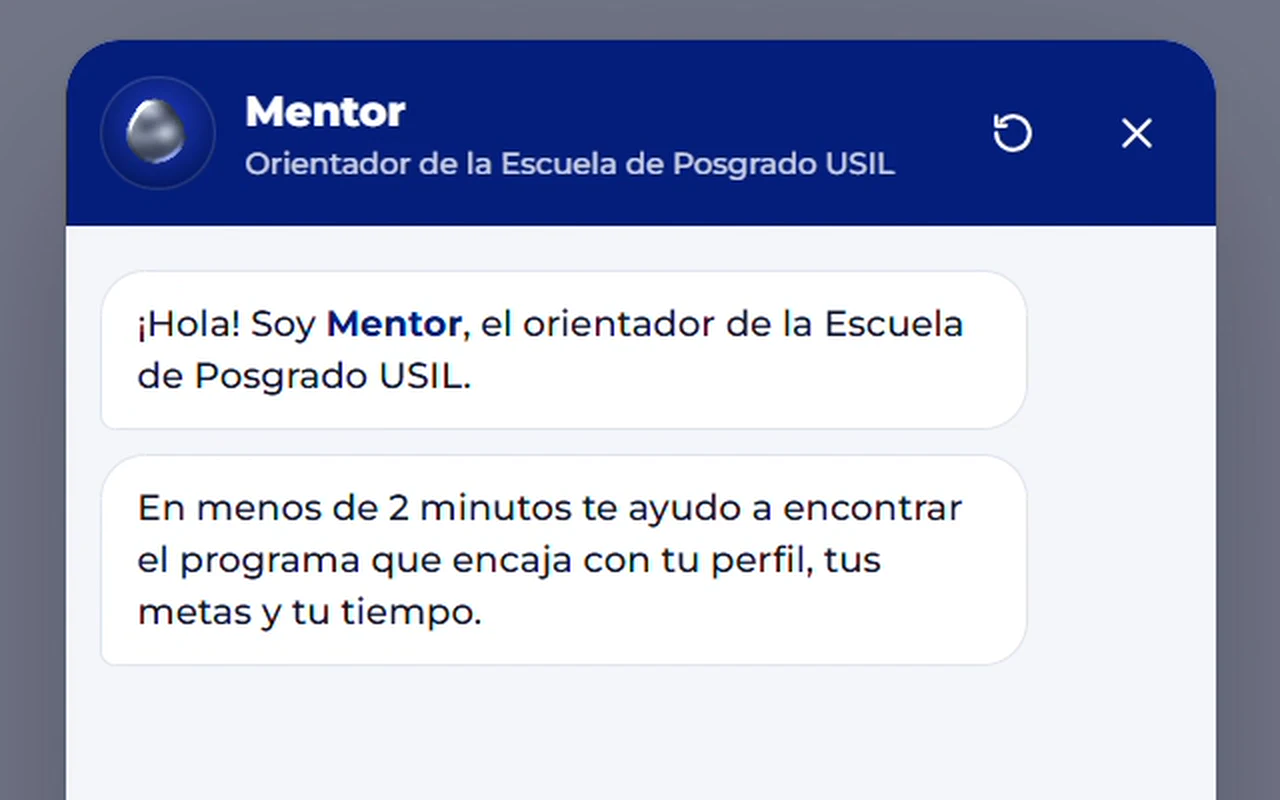 Mentor
Orientador de la Escuela de Posgrado USIL
¡Hola! Soy Mentor, el orientador de la Escuela
de Posgrado USIL.
En menos de 2 minutos te ayudo a encontrar
el programa que encaja con tu perfil, tus
metas y tu tiempo.